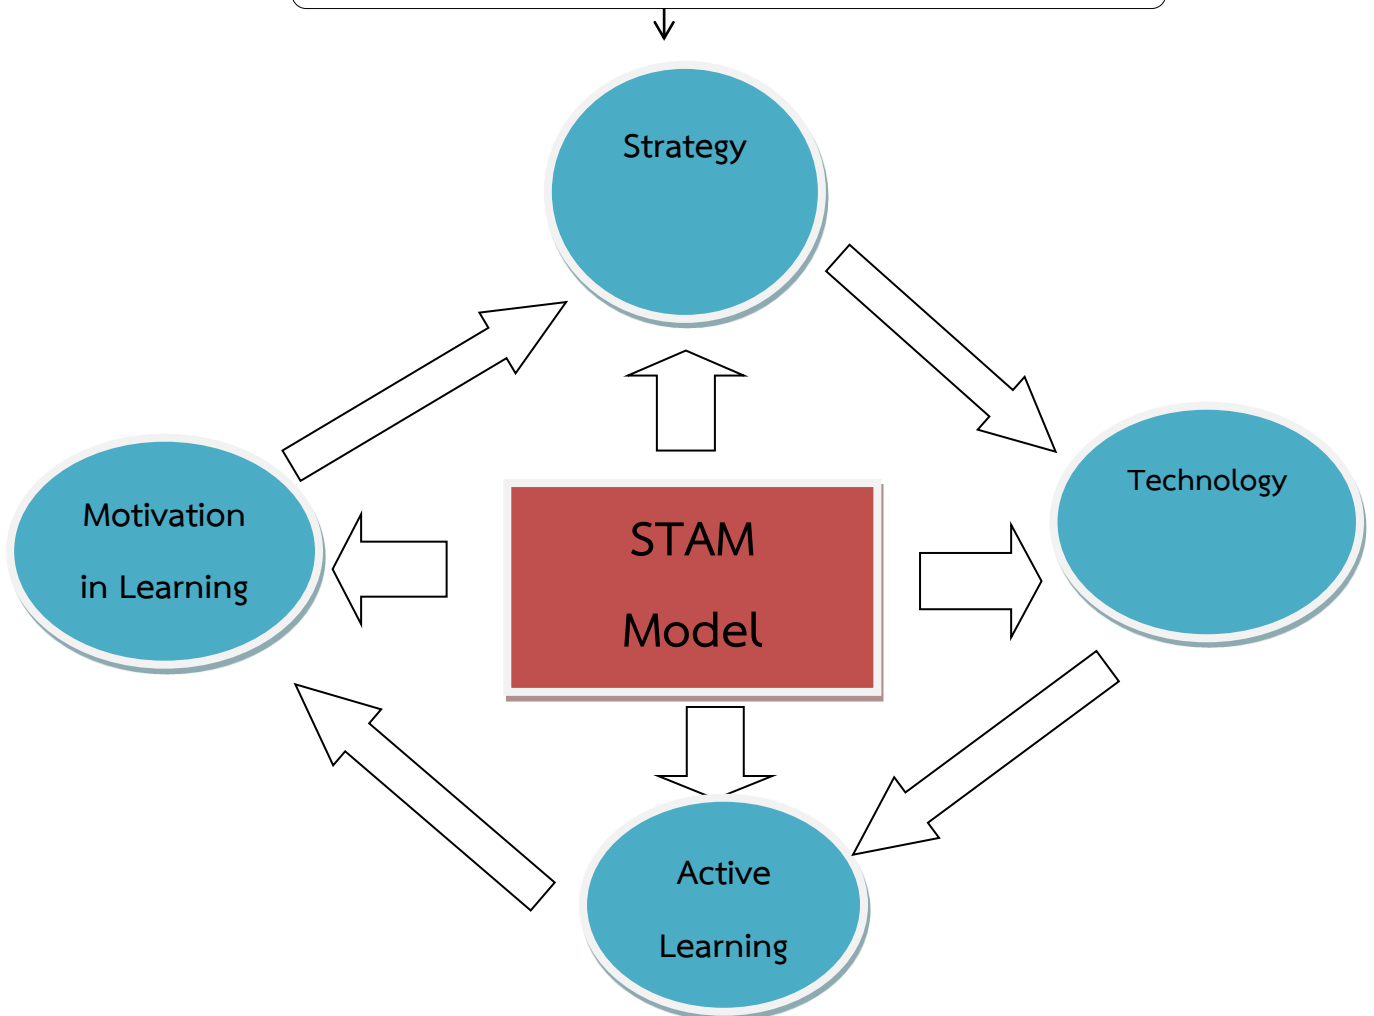 Strategy
Technology
Motivation
in Learning
STAM
Model
Active
Learning